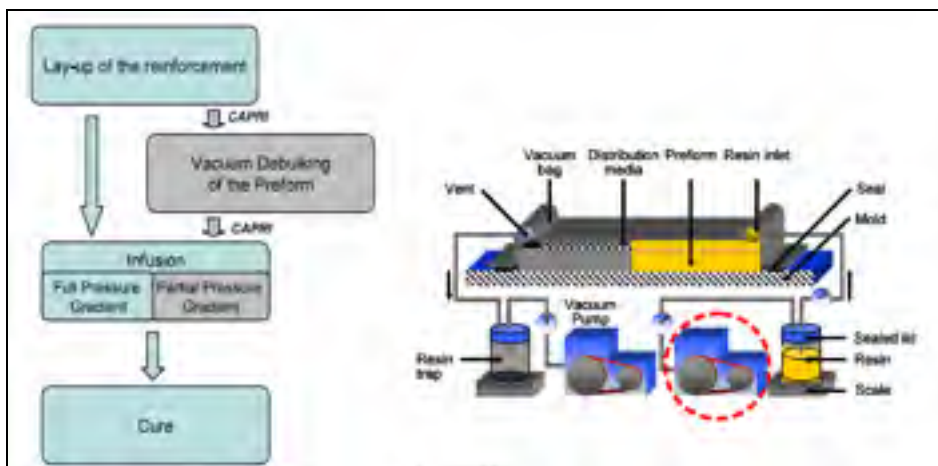 Lay-up of the reinforcement
CAPRI
Vacuum Debulking
of the Preform
CAPRI
Infusion
Full Pressure
Gradient
Partial Pressure
Gradient
Cure
Vacuum
bag
Distribution
media
Preform
Resin inlet
Vent
Seal
Mold
Vacuum
Pump
Resin
trap
Sealed lid
Resin
Scale